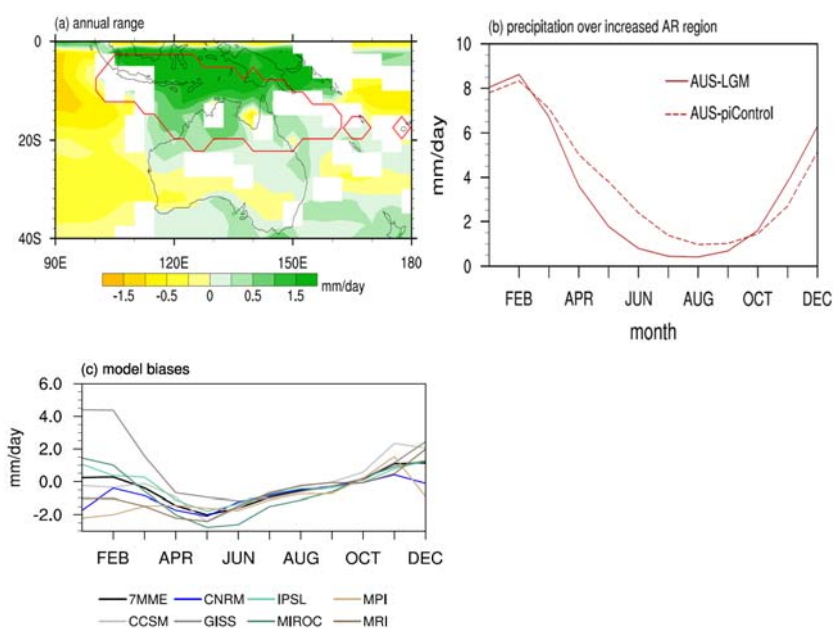 (a) annual range
0
20S
40S
90E 120E 150E 180
-1.5 -0.5 0 0.5 1.5 mm/day
(b) precipitation over increased AR region
mm/day
10
8
6
4
2
0
AUS-LGM
AUS-piControl
FEB APR JUN AUG OCT DEC
month
(c) model biases
mm/day
6.0
4.0
2.0
0.0
-2.0
FEB APR JUN AUG OCT DEC
7MME CNRM IPSL MPI
CCSM GISS MIROC MRI